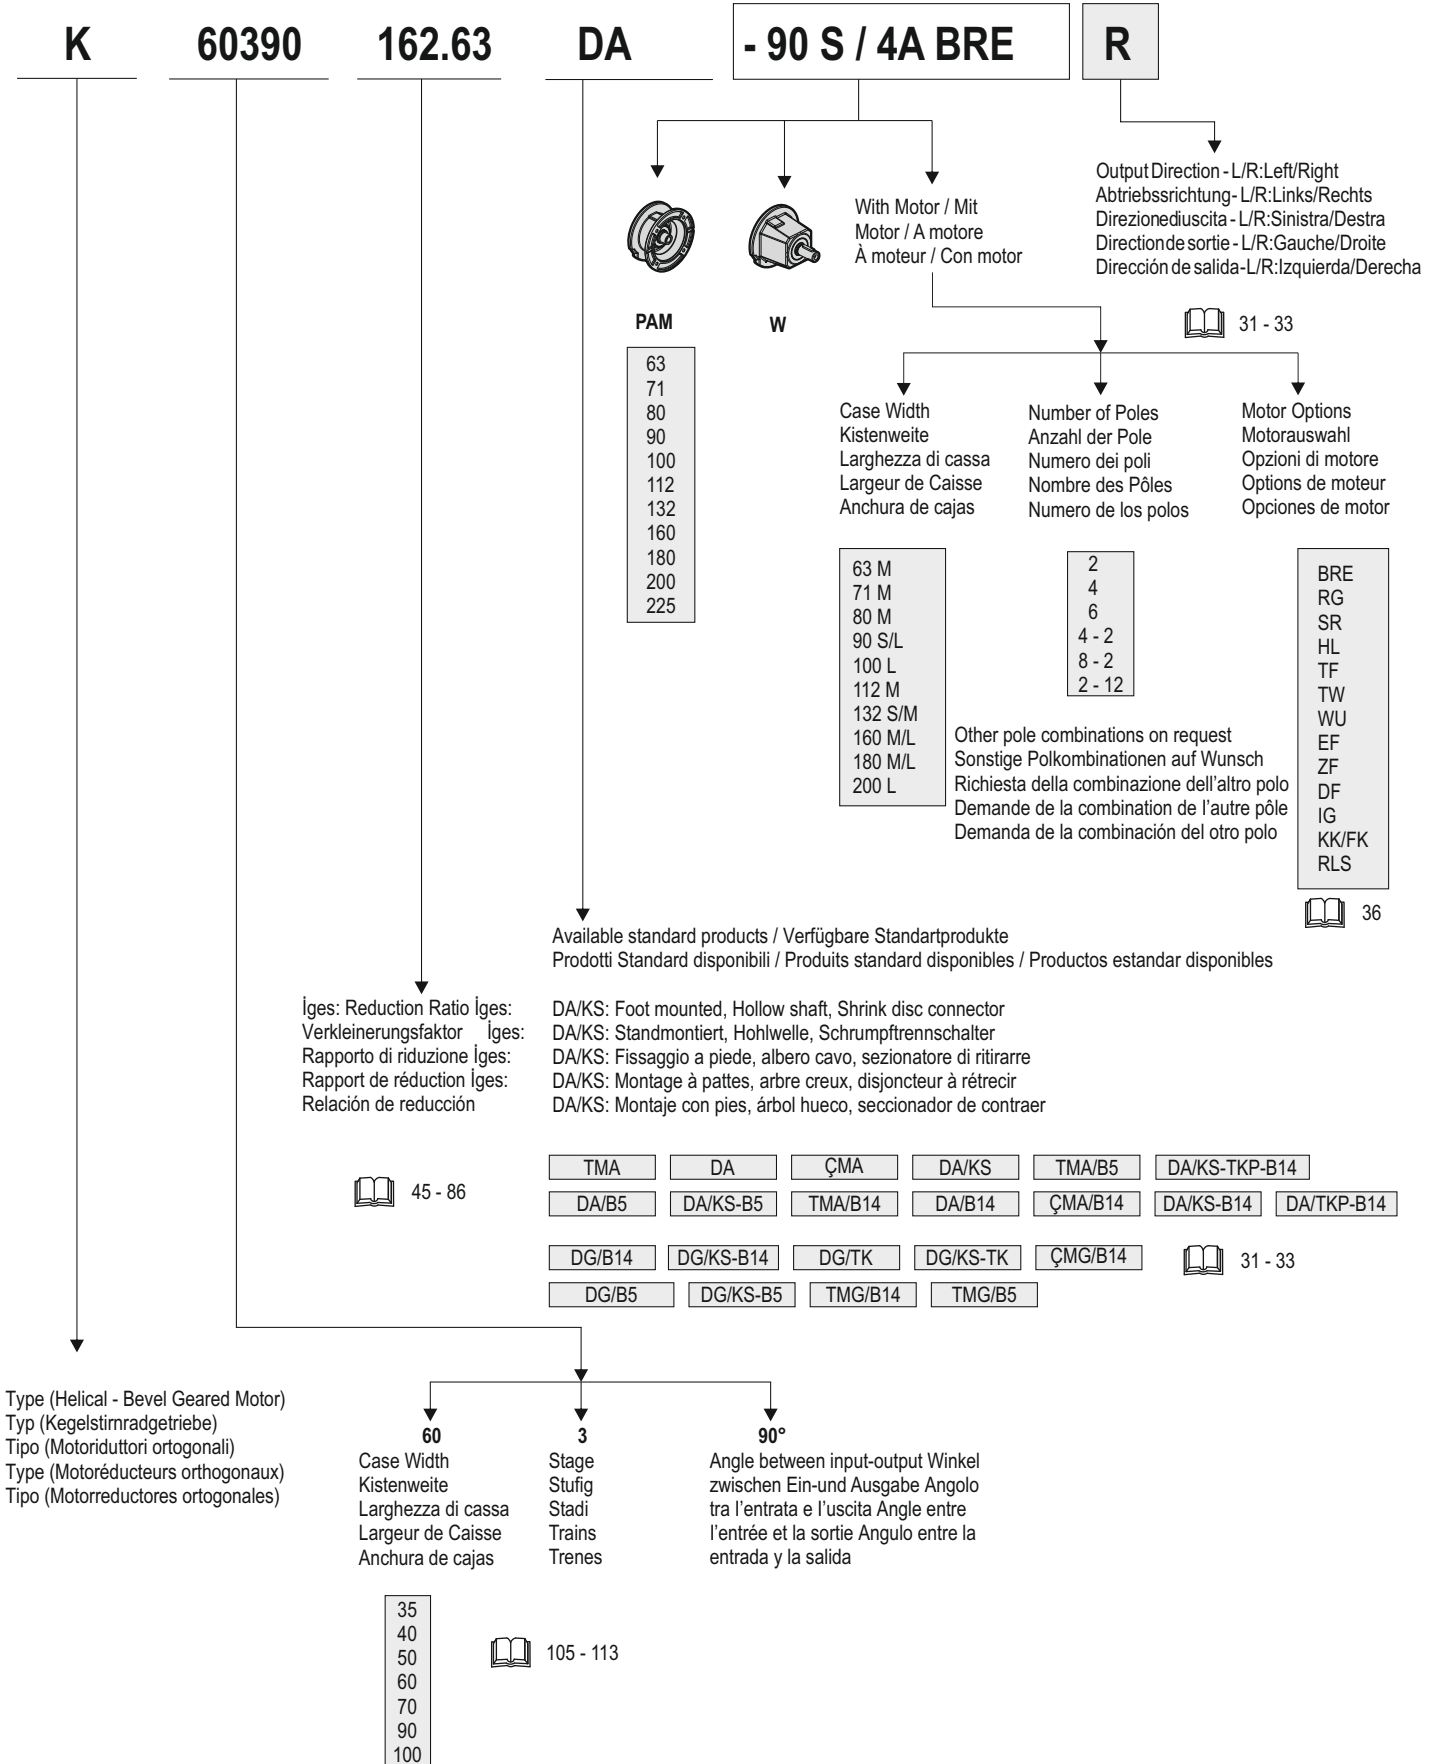 K 60390 162.63 DA - 90 S / 4A BRE R
Output Direction - L/R:Left/Right
Abtriebssrichtung- L/R:Links/Rechts
Direzionediuscita - L/R:Sinistra/Destra
Directionde sortie - L/R:Gauche/Droite
Dirección de salida-L/R:Izquierda/Derecha
31 - 33
With Motor / Mit
Motor / A motore
À moteur / Con motor
PAM
W
63
71
80
90
100
112
132
160
180
200
225
Case Width
Kistenweite
Larghezza di cassa
Largeur de Caisse
Anchura de cajas
Number of Poles
Anzahl der Pole
Numero dei poli
Nombre des Pôles
Numero de los polos
Motor Options
Motorauswahl
Opzioni di motore
Options de moteur
Opciones de motor
63 M
71 M
80 M
90 S/L
100 L
112 M
132 S/M
160 M/L
180 M/L
200 L
2
4
6
4 - 2
8 - 2
2 - 12
BRE
RG
SR
HL
TF
TW
WU
EF
ZF
DF
IG
KK/FK
RLS
Other pole combinations on request
Sonstige Polkombinationen auf Wunsch
Richiesta della combinazione dell'altro polo
Demande de la combination de l'autre pôle
Demanda de la combinación del otro polo
36
Available standard products / Verfügbare Standartprodukte
Prodotti Standard disponibili / Produits standard disponibles / Productos estandar disponibles
İges: Reduction Ratio İges:
Verkleinerungsfaktor İges:
Rapporto di riduzione İges:
Rapport de réduction İges:
Relación de reducción
DA/KS: Foot mounted, Hollow shaft, Shrink disc connector
DA/KS: Standmontiert, Hohlwelle, Schrumpftrennschalter
DA/KS: Fissaggio a piede, albero cavo, sezionatore di ritirarre
DA/KS: Montage à pattes, arbre creux, disjoncteur à rétrecir
DA/KS: Montaje con pies, árbol hueco, seccionador de contraer
45 - 86
TMA DA ÇMA DA/KS TMA/B5 DA/KS-TKP-B14
DA/B5 DA/KS-B5 TMA/B14 DA/B14 ÇMA/B14 DA/KS-B14 DA/TKP-B14
DG/B14 DG/KS-B14 DG/TK DG/KS-TK ÇMG/B14 31 - 33
DG/B5 DG/KS-B5 TMG/B14 TMG/B5
Type (Helical - Bevel Geared Motor)
Typ (Kegelstirnradgetriebe)
Tipo (Motoriduttori ortogonali)
Type (Motoréducteurs orthogonaux)
Tipo (Motorreductores ortogonales)
60
Case Width
Kistenweite
Larghezza di cassa
Largeur de Caisse
Anchura de cajas
3
Stage
Stufig
Stadi
Trains
Trenes
90°
Angle between input-output Winkel
zwischen Ein-und Ausgabe Angolo
tra l'entrata e l'uscita Angle entre
l'entrée et la sortie Angulo entre la
entrada y la salida
35
40
50
60
70
90
100
105 - 113